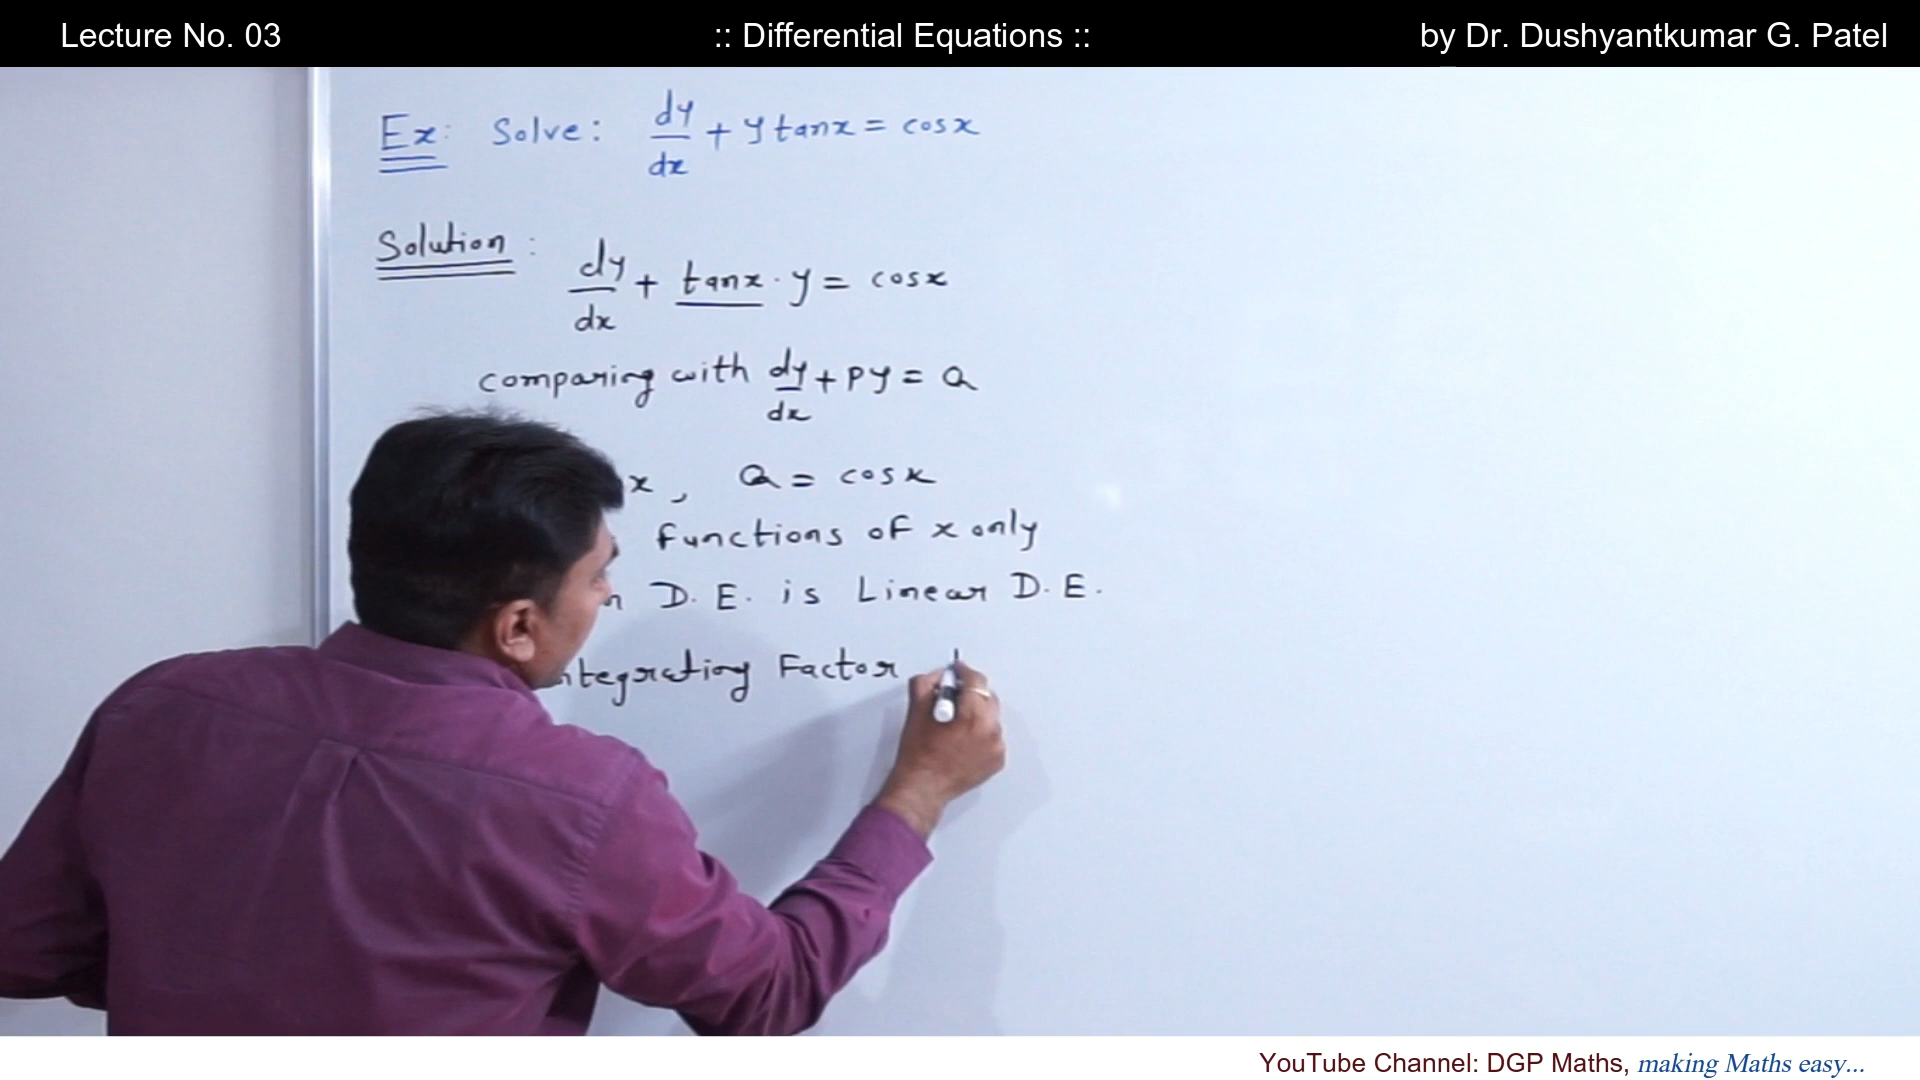 Lecture No. 03 :: Differential Equations :: by Dr. Dushyantkumar G. Patel
Ex: Solve: dy/dx + y tanx = cosx
Solution: dy/dx + tanx · y = cosx
comparing with dy/dx + py = Q
x, Q = cosx
functions of x only
n D.E. is Linear D.E.
ntegrating Factor
YouTube Channel: DGP Maths, making Maths easy...